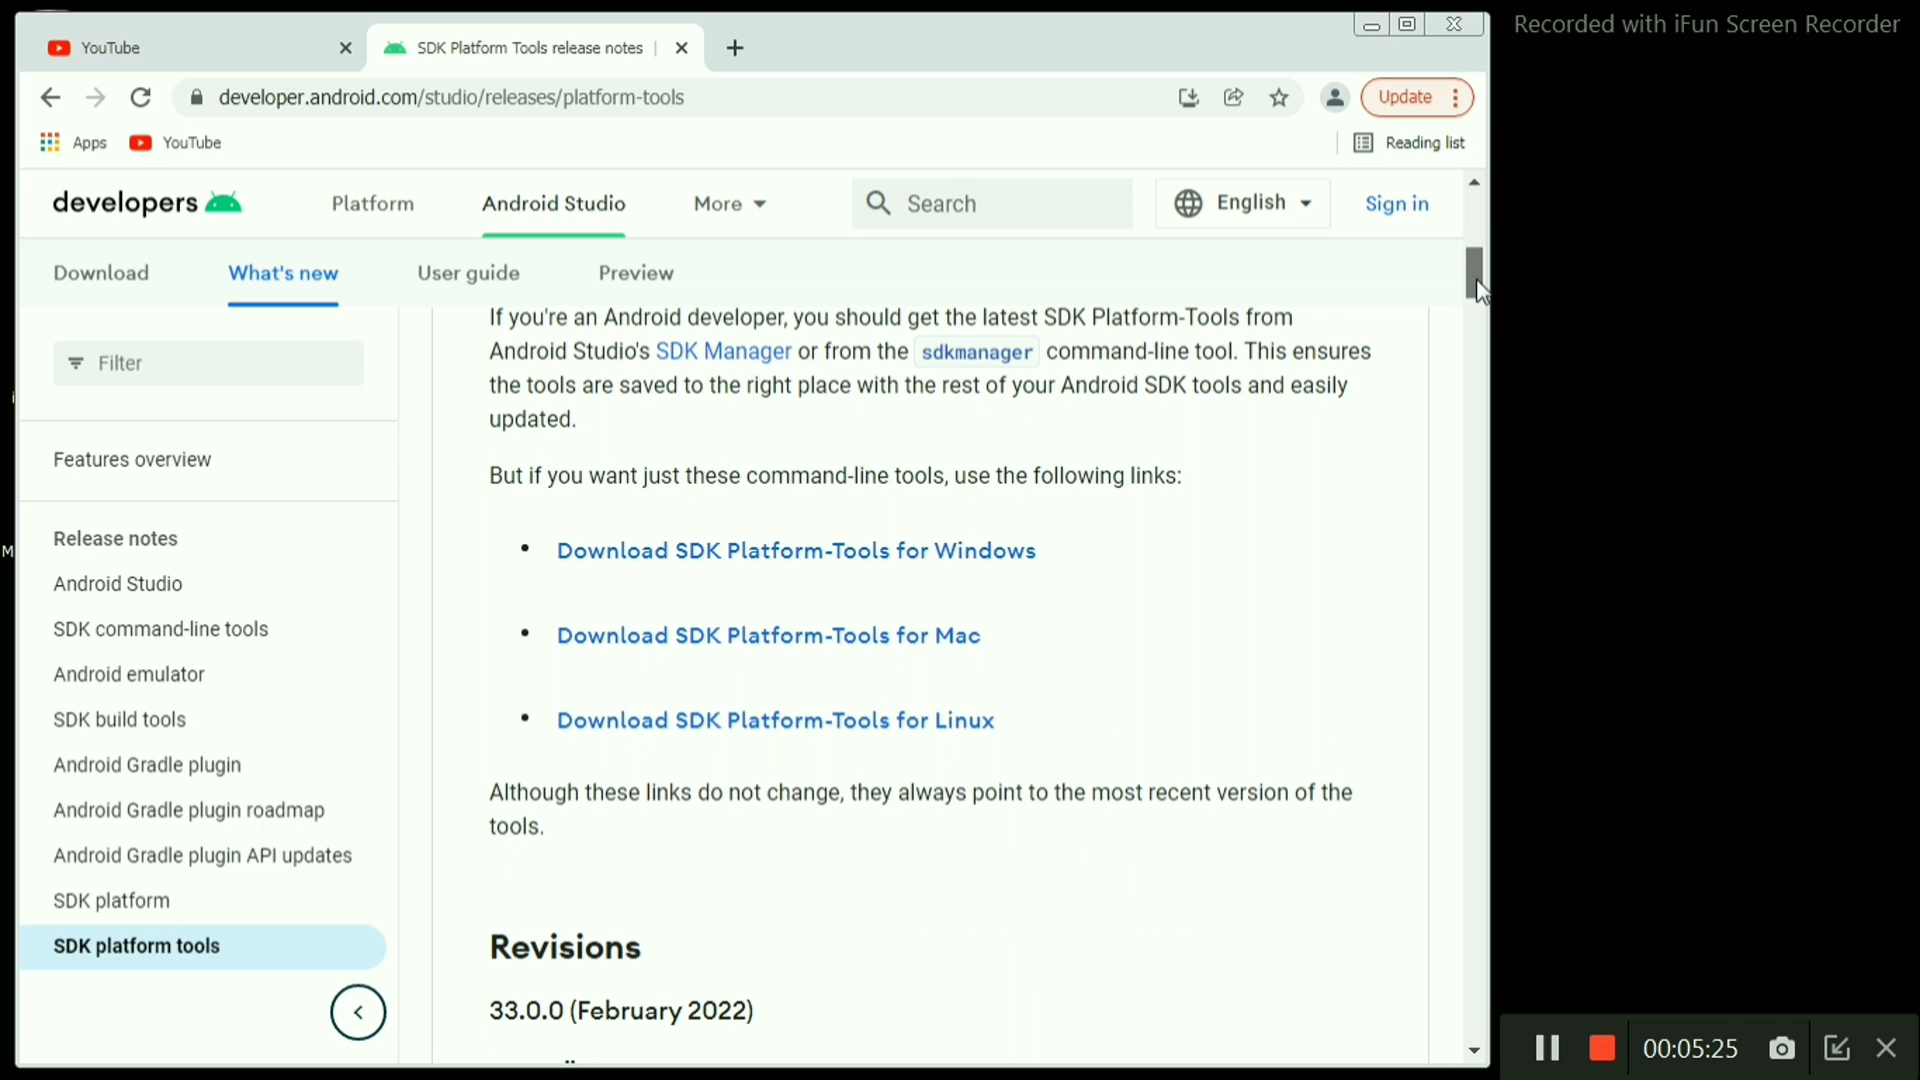 Recorded with iFun Screen Recorder
YouTube
SDK Platform Tools release notes
developer.android.com/studio/releases/platform-tools
Update
Apps
YouTube
Reading list
developers
Platform
Android Studio
More
Search
English
Sign in
Download
What's new
User guide
Preview
Filter
Features overview
Release notes
Android Studio
SDK command-line tools
Android emulator
SDK build tools
Android Gradle plugin
Android Gradle plugin roadmap
Android Gradle plugin API updates
SDK platform
SDK platform tools
If you're an Android developer, you should get the latest SDK Platform-Tools from
Android Studio's SDK Manager or from the sdkmanager command-line tool. This ensures
the tools are saved to the right place with the rest of your Android SDK tools and easily
updated.
But if you want just these command-line tools, use the following links:
• Download SDK Platform-Tools for Windows
• Download SDK Platform-Tools for Mac
• Download SDK Platform-Tools for Linux
Although these links do not change, they always point to the most recent version of the
tools.
Revisions
33.0.0 (February 2022)
M
00:05:25